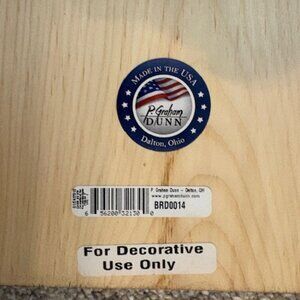 MADE IN THE USA
P. Graham
DUNN
Dalton, Ohio
P. Graham Dunn - Dalton, OH
www.pgrahamdunn.com
BRD0014
6 56200 32130 0
For Decorative
Use Only